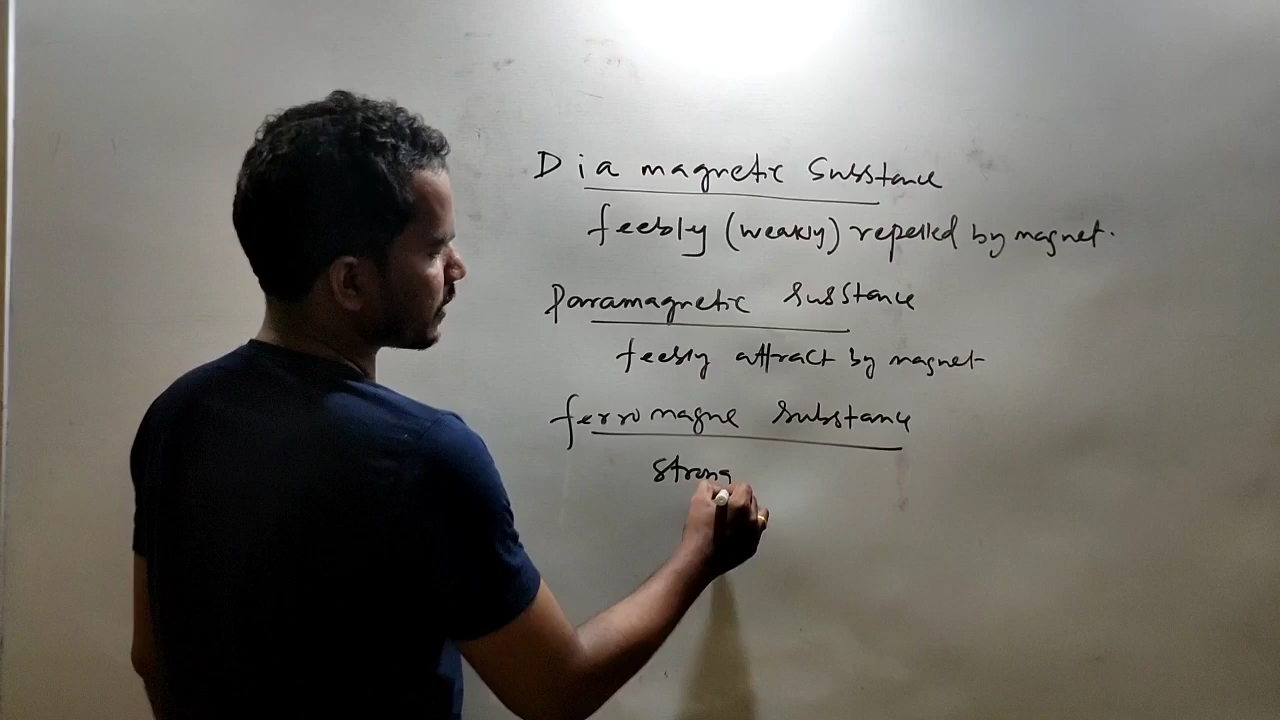 Dia magnetic Substance
feebly (weakly) repelled by magnet.
Paramagnetic Substance
feebly attract by magnet
ferromagne substance
Strong